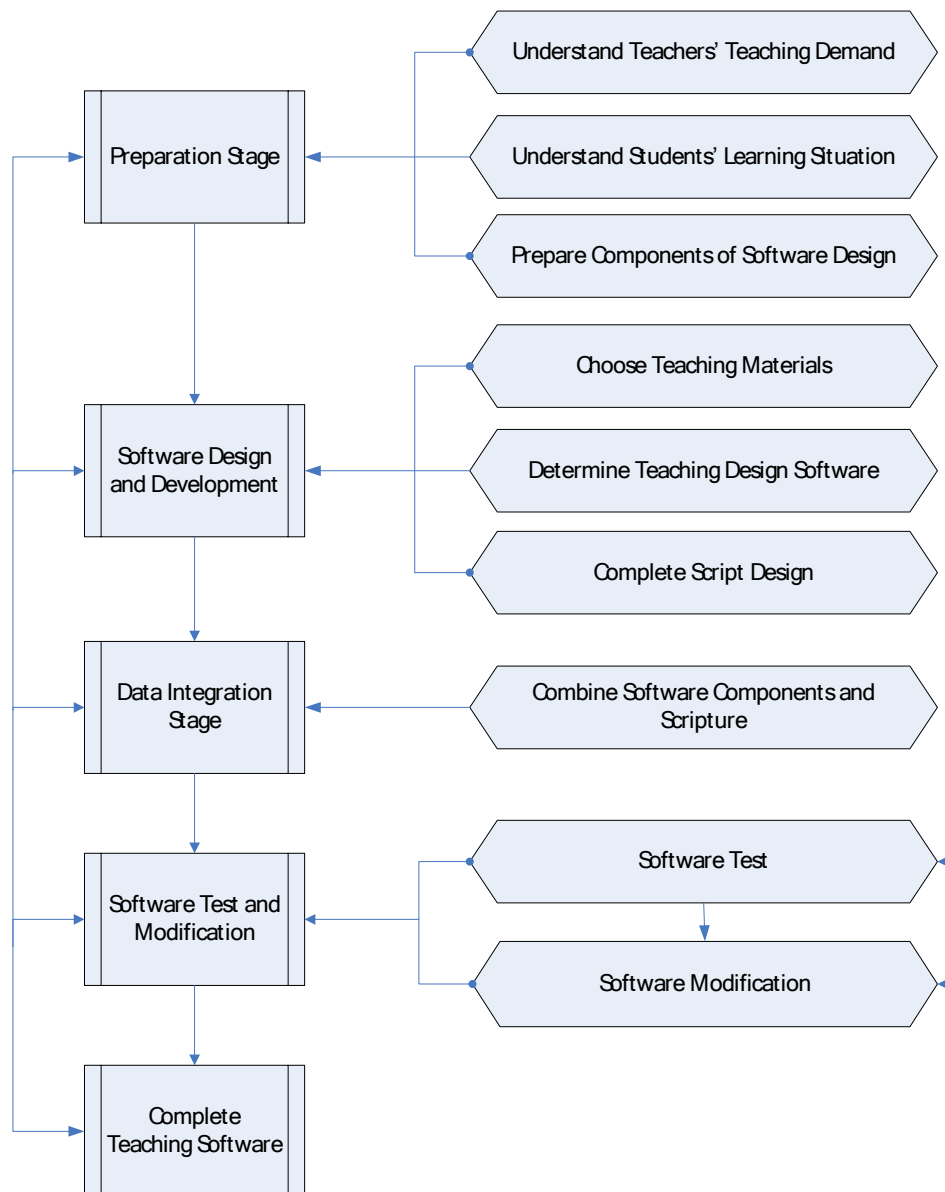 Understand Teachers' Teaching Demand
Preparation Stage
Understand Students' Learning Situation
Prepare Components of Software Design
Choose Teaching Materials
Software Design
and Development
Determine Teaching Design Software
Complete Script Design
Data Integration
Stage
Combine Software Components and
Scripture
Software Test and
Modification
Software Test
Software Modification
Complete
Teaching Software